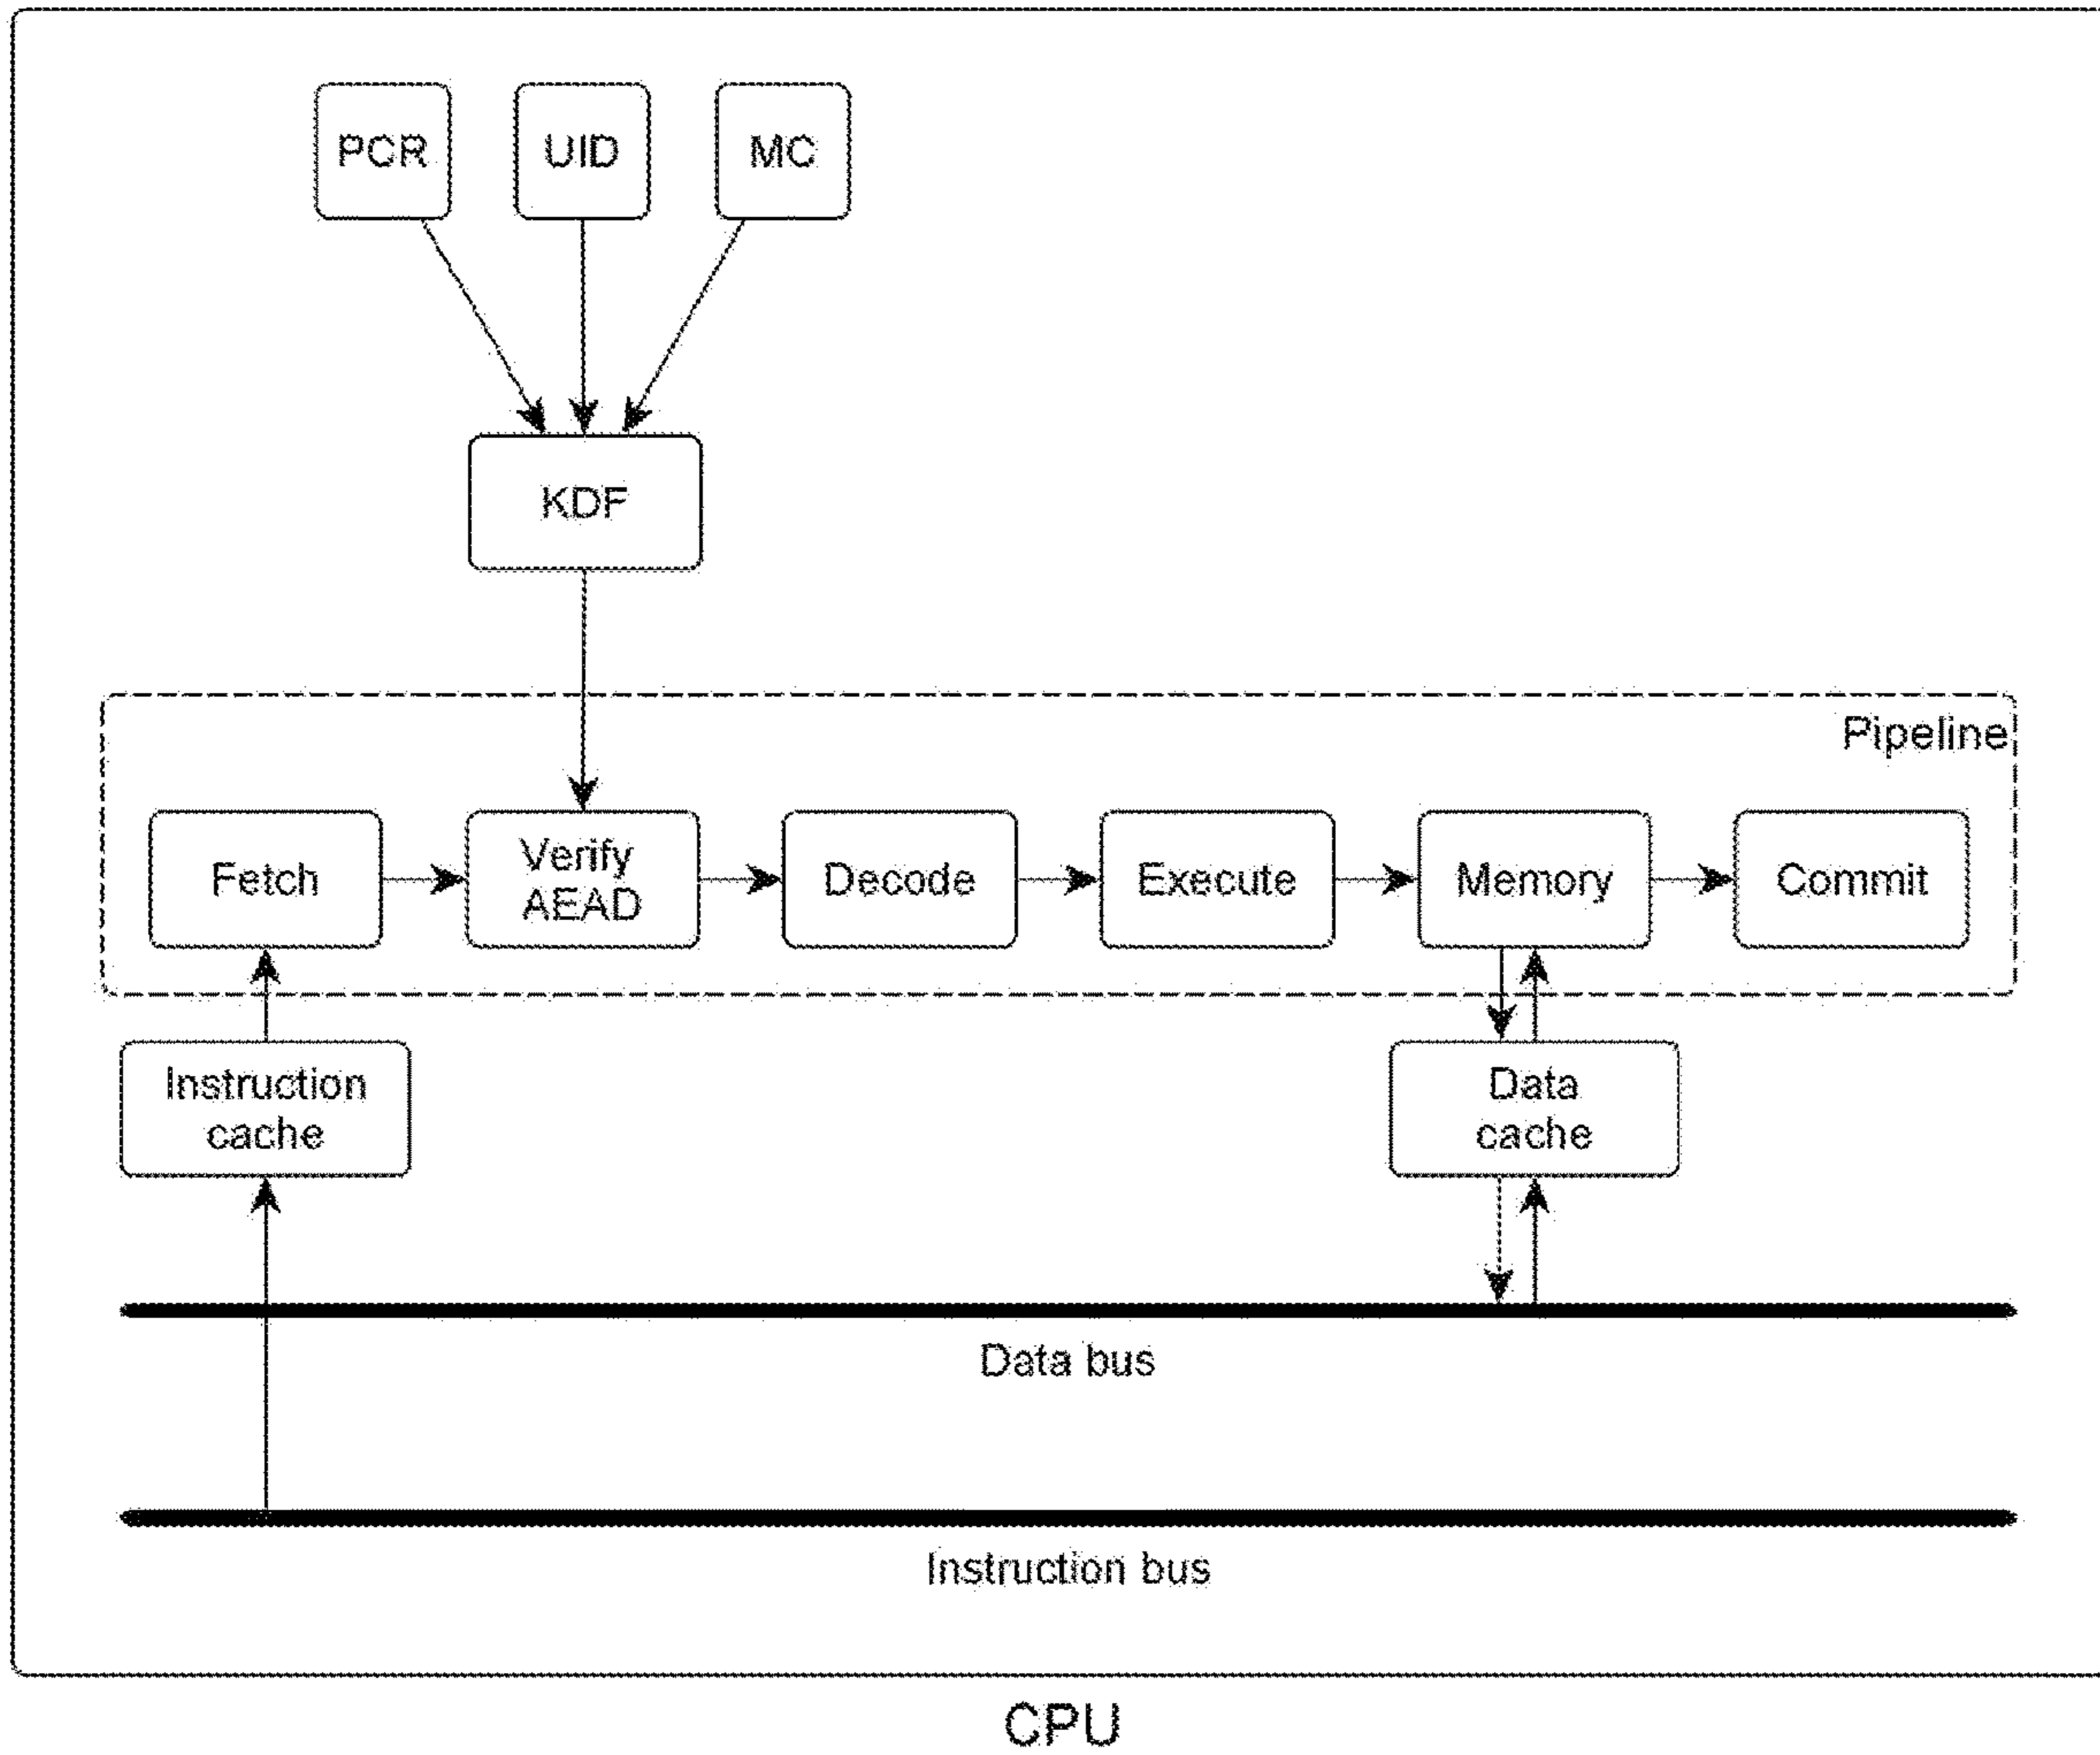 PCR
UID
MC
KDF
Pipeline
Fetch
Verify
AEAD
Decode
Execute
Memory
Commit
Instruction
cache
Data
cache
Data bus
Instruction bus
CPU